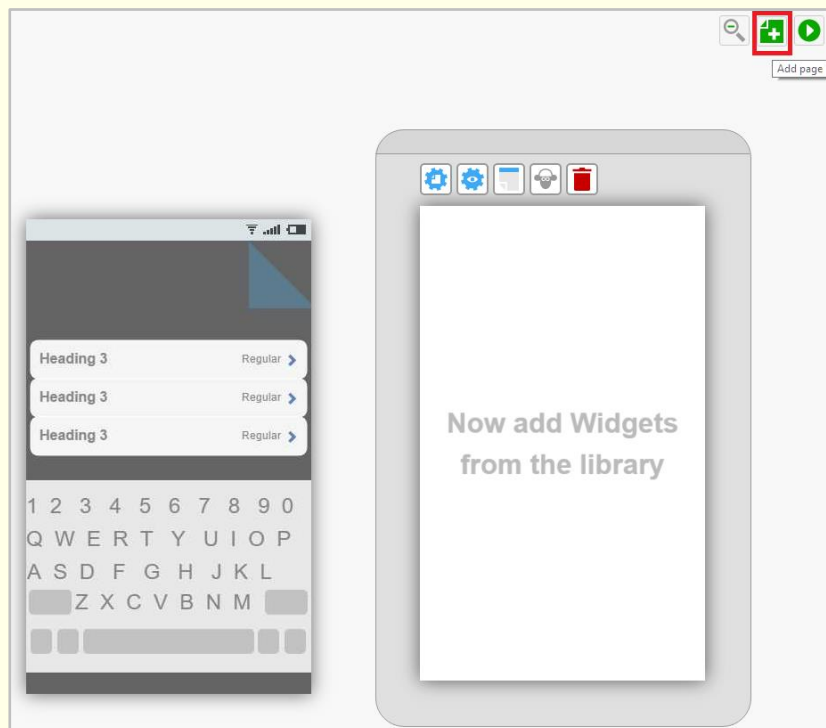 Add page
Heading 3 Regular
Heading 3 Regular
Heading 3 Regular
1 2 3 4 5 6 7 8 9 0
Q W E R T Y U I O P
A S D F G H J K L
Z X C V B N M
Now add Widgets
from the library